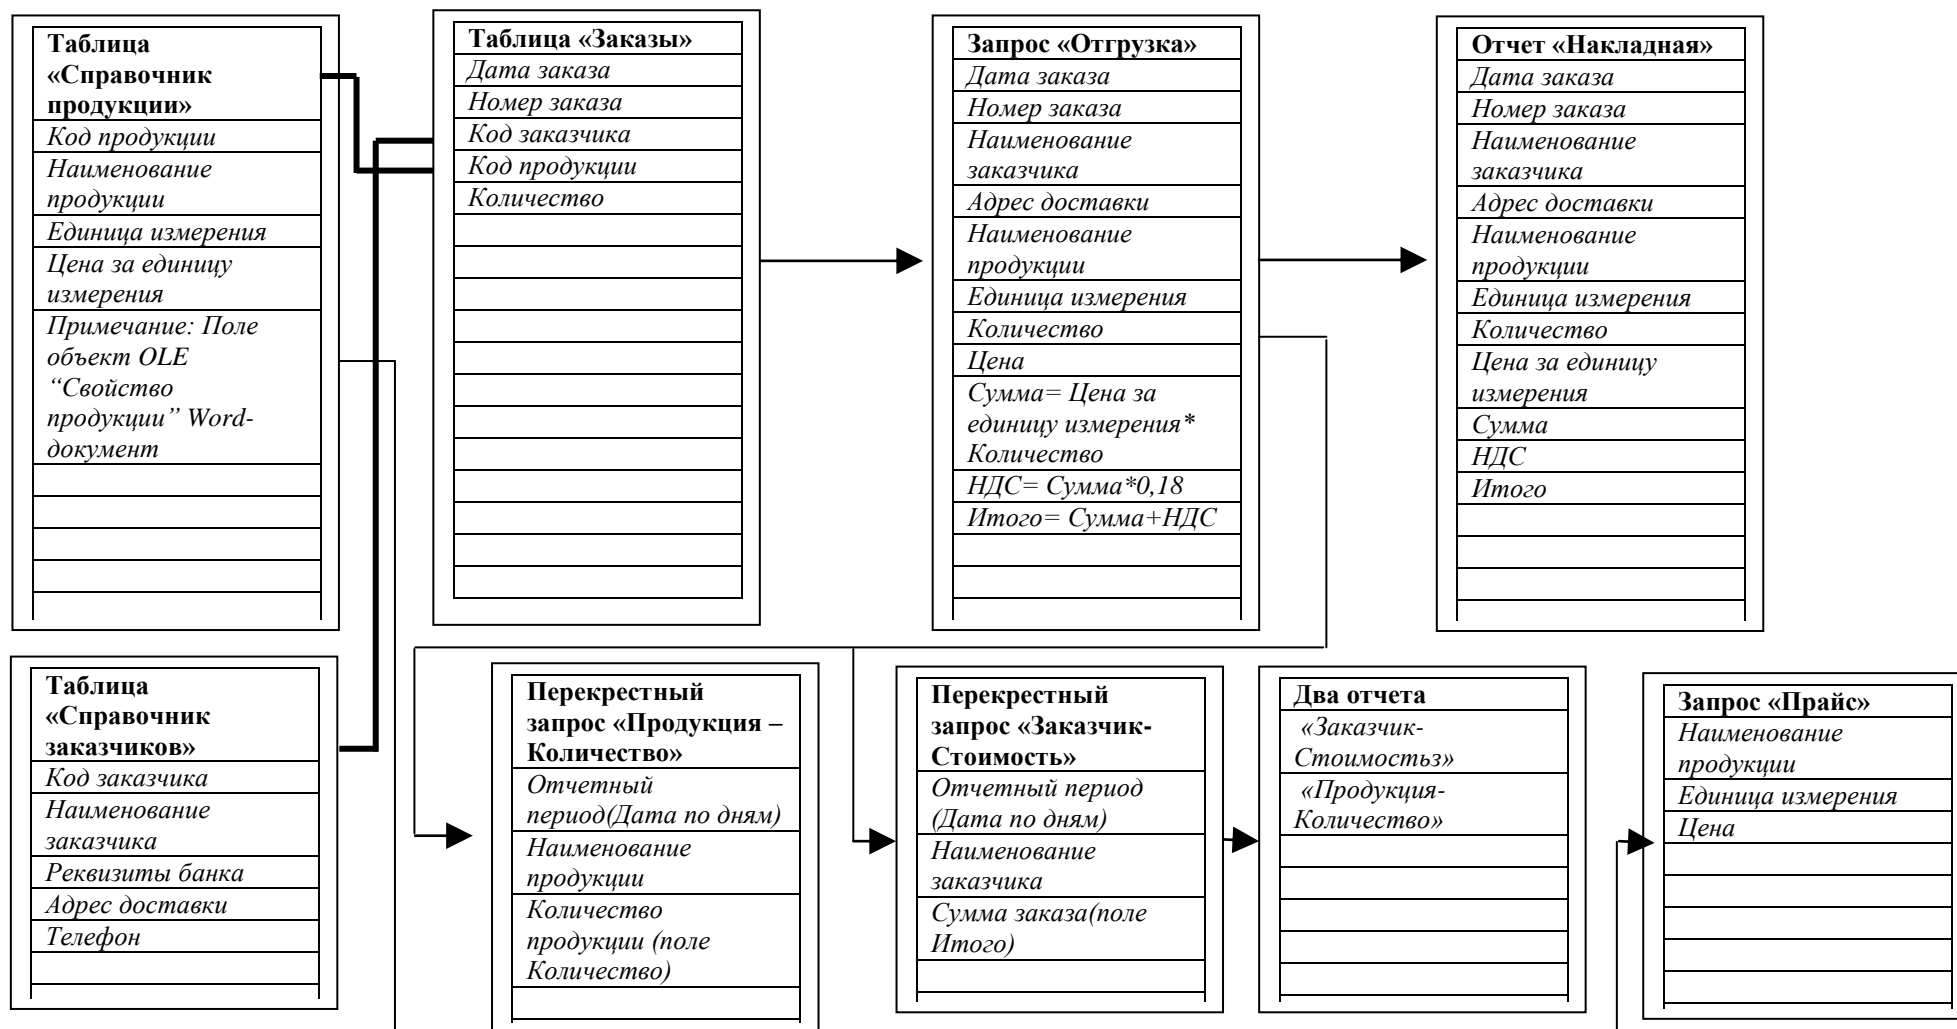 Таблица
«Справочник
продукции»
Код продукции
Наименование
продукции
Единица измерения
Цена за единицу
измерения
Примечание: Поле
объект OLE
“Свойство
продукции” Word-
документ
Таблица «Заказы»
Дата заказа
Номер заказа
Код заказчика
Код продукции
Количество
Запрос «Отгрузка»
Дата заказа
Номер заказа
Наименование
заказчика
Адрес доставки
Наименование
продукции
Единица измерения
Количество
Цена
Сумма= Цена за
единицу измерения*
Количество
НДС= Сумма*0,18
Итого= Сумма+НДС
Отчет «Накладная»
Дата заказа
Номер заказа
Наименование
заказчика
Адрес доставки
Наименование
продукции
Единица измерения
Количество
Цена за единицу
измерения
Сумма
НДС
Итого
Таблица
«Справочник
заказчиков»
Код заказчика
Наименование
заказчика
Реквизиты банка
Адрес доставки
Телефон
Перекрестный
запрос «Продукция –
Количество»
Отчетный
период(Дата по дням)
Наименование
продукции
Количество
продукции (поле
Количество)
Перекрестный
запрос «Заказчик-
Стоимость»
Отчетный период
(Дата по дням)
Наименование
заказчика
Сумма заказа(поле
Итого)
Два отчета
«Заказчик-
Стоимостьз»
«Продукция-
Количество»
Запрос «Прайс»
Наименование
продукции
Единица измерения
Цена